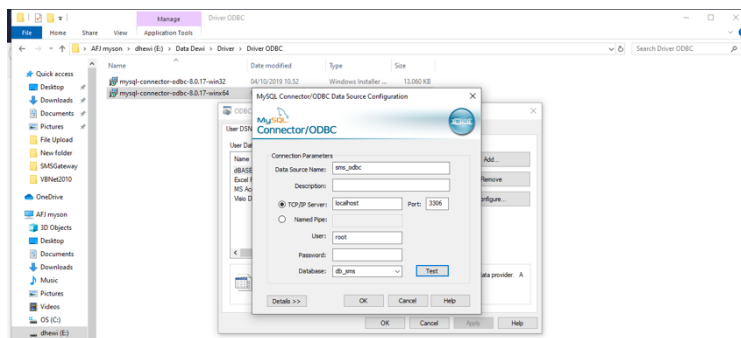 Manage
Driver ODBC
File
Home
Share
View
Application Tools
AFJ myson > dhewi (E:) > Data Dewi > Driver > Driver ODBC
Search Driver ODBC
Quick access
Desktop
Downloads
Documents
Pictures
File Upload
New folder
SMSGateway
VBNet2010
OneDrive
AFJ myson
3D Objects
Desktop
Documents
Downloads
Music
Pictures
Videos
OS (C:)
dhewi (E:)
Name
Date modified
Type
Size
mysql-connector-odbc-8.0.17-win32
04/10/2019 10.52
Windows Installer ...
13.060 KB
mysql-connector-odbc-8.0.17-winx64
ODBC
User DSN
User Dat
Name
dBASE
Excel F
MS Ac
Visio D
Add...
Remove
onfigure...
ata provider. A
OK
Cancel
Apply
Help
MySQL Connector/ODBC Data Source Configuration
MySQL
Connector/ODBC
Connection Parameters
Data Source Name:
sms_odbc
Description:
TCP/IP Server:
localhost
Port:
3306
Named Pipe:
User:
root
Password:
Database:
db_sms
Test
Details >>
OK
Cancel
Help